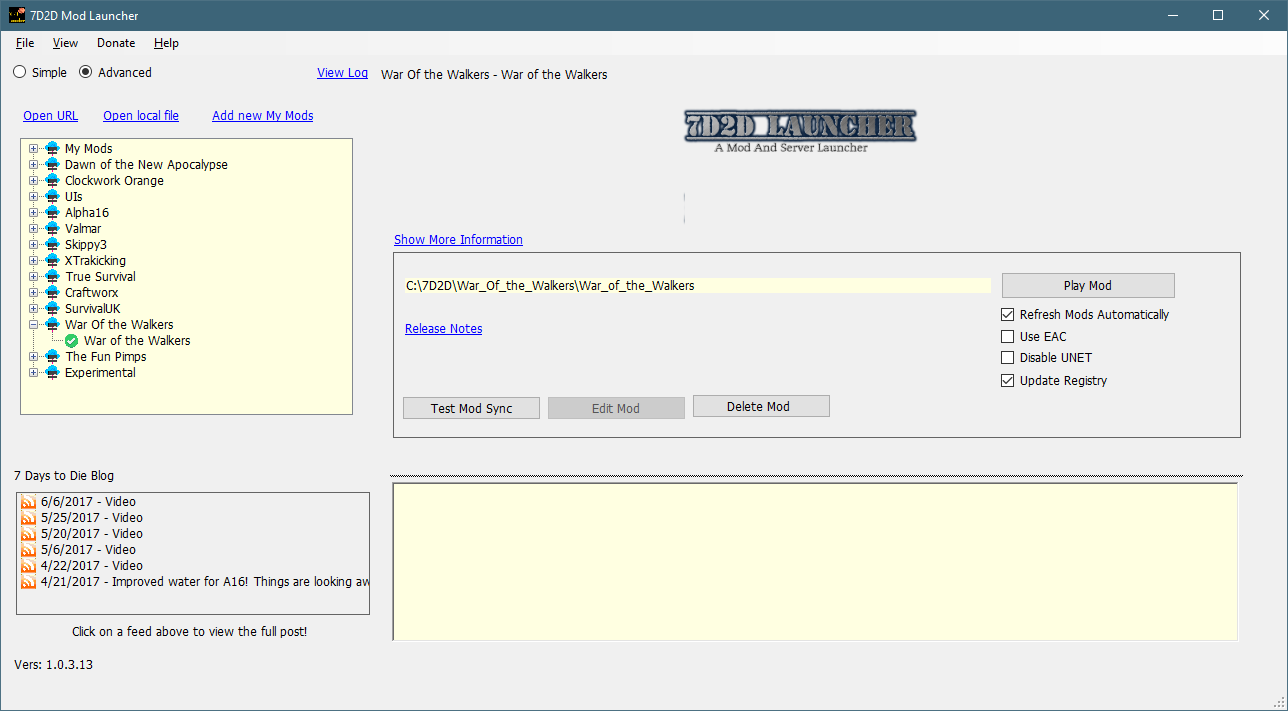 7D2D Mod Launcher
File View Donate Help
Simple Advanced View Log War Of the Walkers - War of the Walkers
Open URL Open local file Add new My Mods
7D2D LAUNCHER
A Mod And Server Launcher
My Mods
Dawn of the New Apocalypse
Clockwork Orange
UIs
Alpha16
Valmar
Skippy3
XTrakicking
True Survival
Craftworx
SurvivalUK
War Of the Walkers
War of the Walkers
The Fun Pimps
Experimental
Show More Information
C:\7D2D\War_Of_the_Walkers\War_of_the_Walkers
Play Mod
Refresh Mods Automatically
Release Notes
Use EAC
Disable UNET
Update Registry
Test Mod Sync Edit Mod Delete Mod
7 Days to Die Blog
6/6/2017 - Video
5/25/2017 - Video
5/20/2017 - Video
5/6/2017 - Video
4/22/2017 - Video
4/21/2017 - Improved water for A16! Things are looking aw
Click on a feed above to view the full post!
Vers: 1.0.3.13